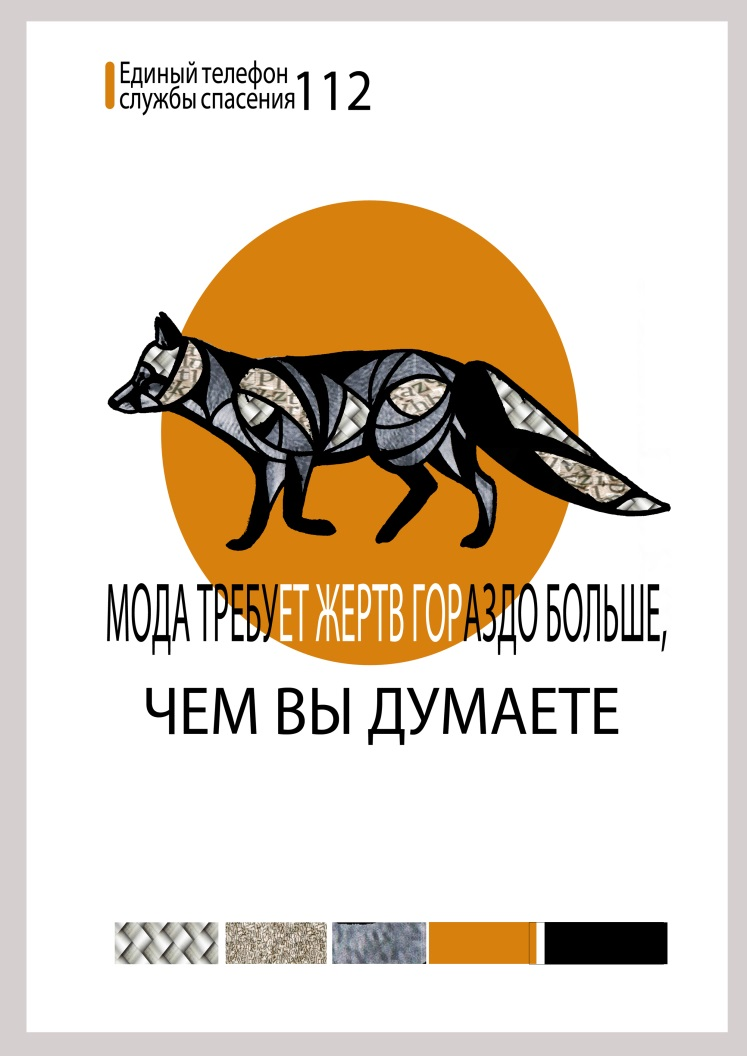 Единый телефон
службы спасения 112
МОДА ТРЕБУЕТ ЖЕРТВ ГОРАЗДО БОЛЬШЕ,
ЧЕМ ВЫ ДУМАЕТЕ